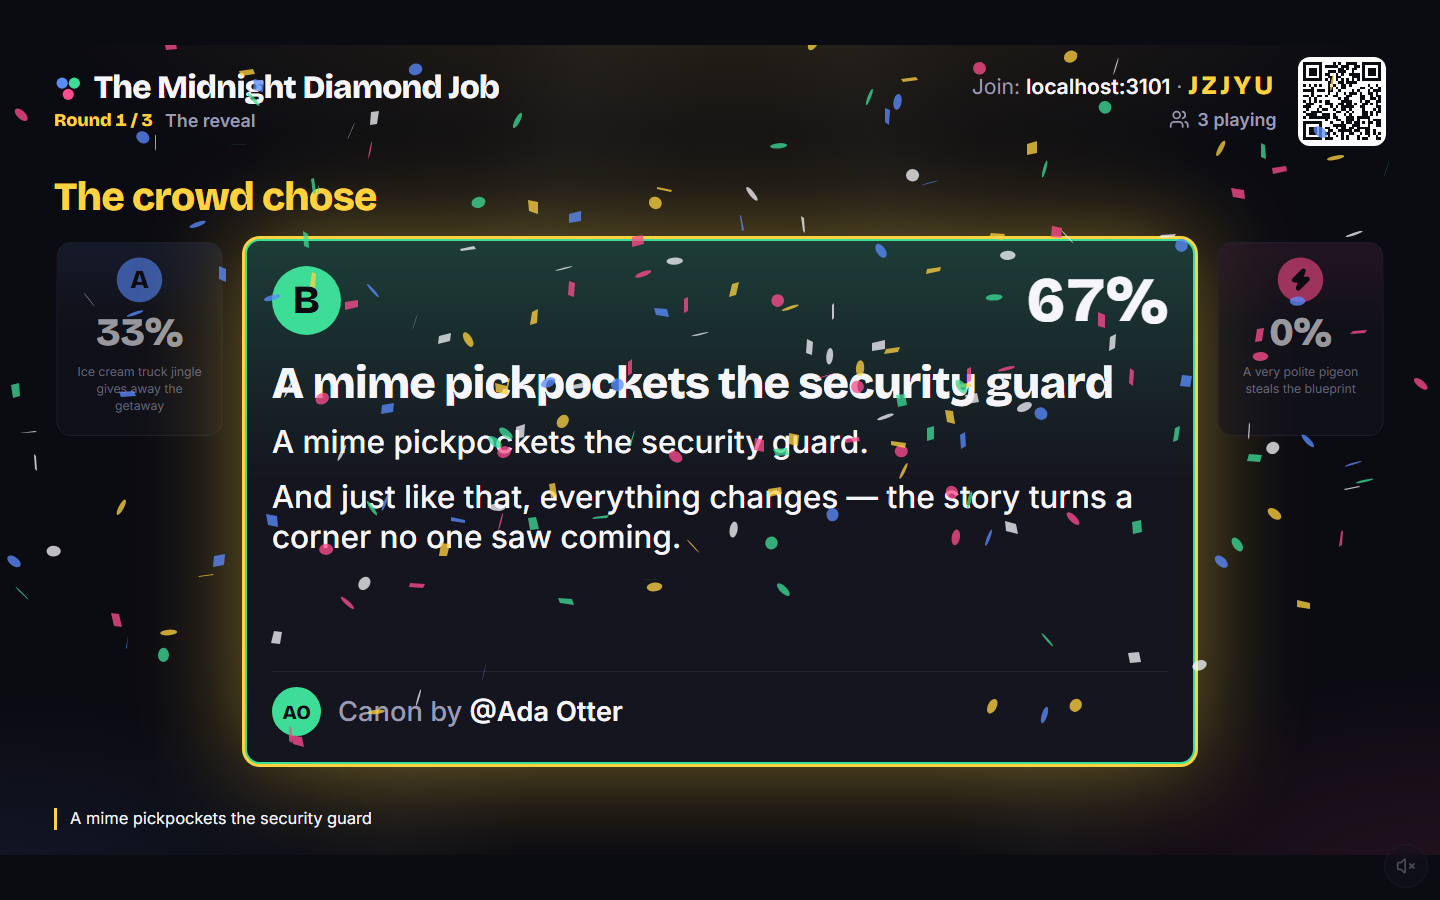 The Midnight Diamond Job
Join: localhost:3101 · JZJYU
Round 1 / 3 The reveal
3 playing
The crowd chose
A
33%
Ice cream truck jingle
gives away the
getaway
B
67%
A mime pickpockets the security guard
A mime pickpockets the security guard.
And just like that, everything changes — the story turns a
corner no one saw coming.
AO
Canon by @Ada Otter
0%
A very polite pigeon
steals the blueprint
A mime pickpockets the security guard